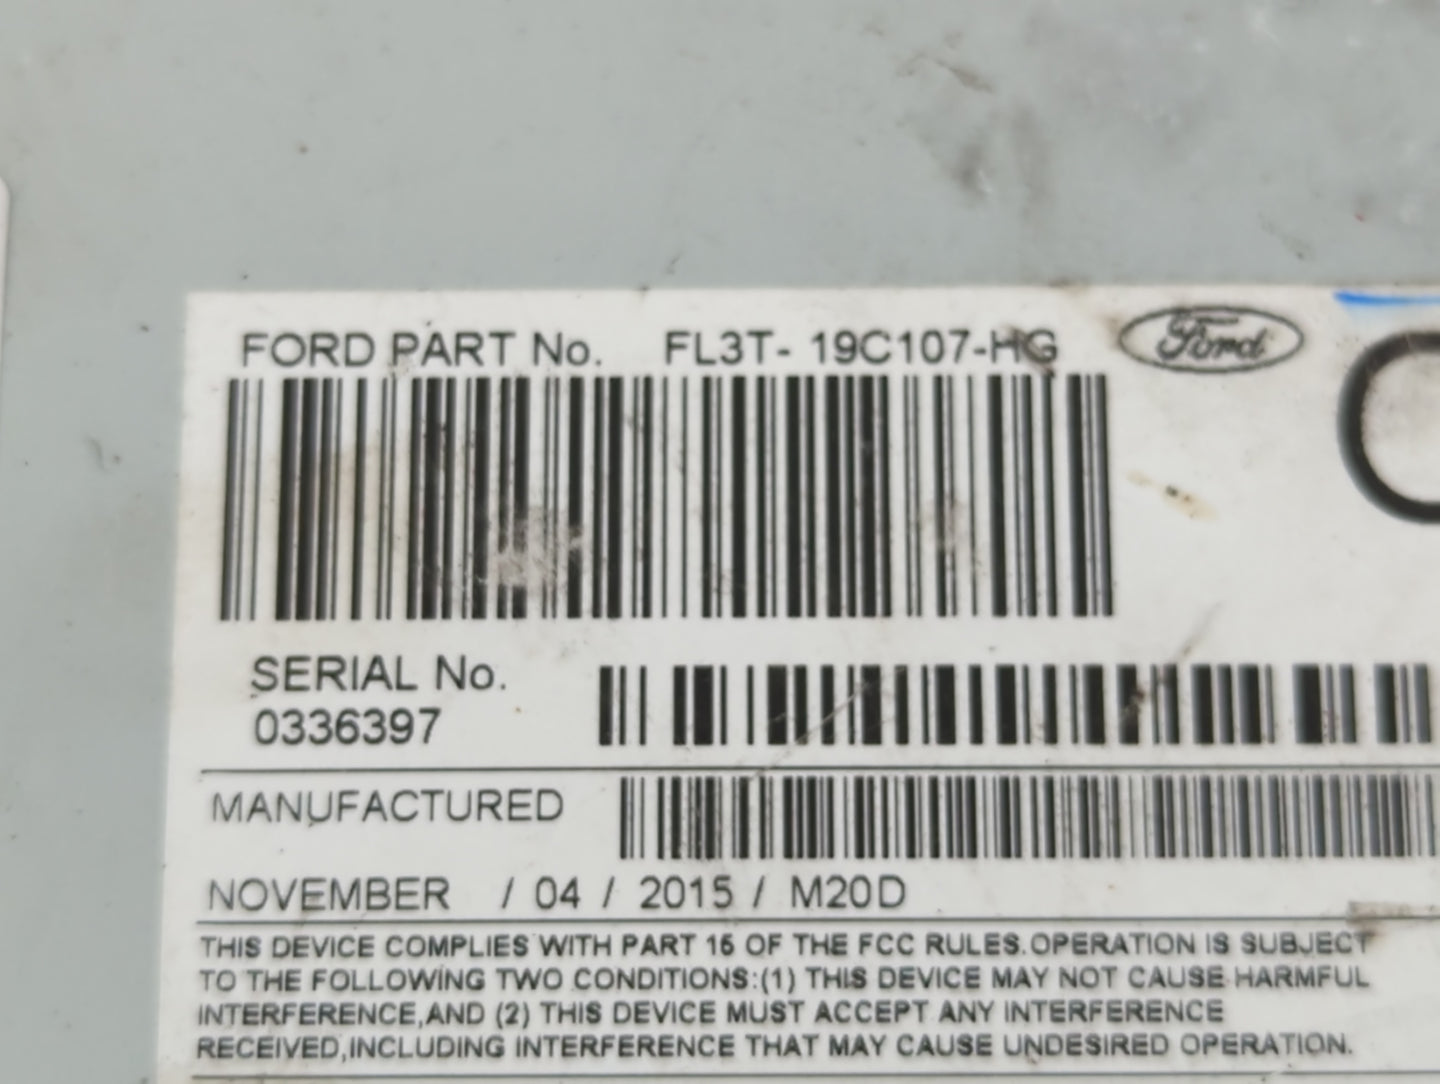 FORD PART No. FL3T- 19C107-HG Ford
SERIAL No.
0336397
MANUFACTURED
NOVEMBER / 04 / 2015 / M20D
THIS DEVICE COMPLIES WITH PART 15 OF THE FCC RULES.OPERATION IS SUBJECT
TO THE FOLLOWING TWO CONDITIONS:(1) THIS DEVICE MAY NOT CAUSE HARMFUL
INTERFERENCE,AND (2) THIS DEVICE MUST ACCEPT ANY INTERFERENCE
RECEIVED,INCLUDING INTERFERENCE THAT MAY CAUSE UNDESIRED OPERATION.